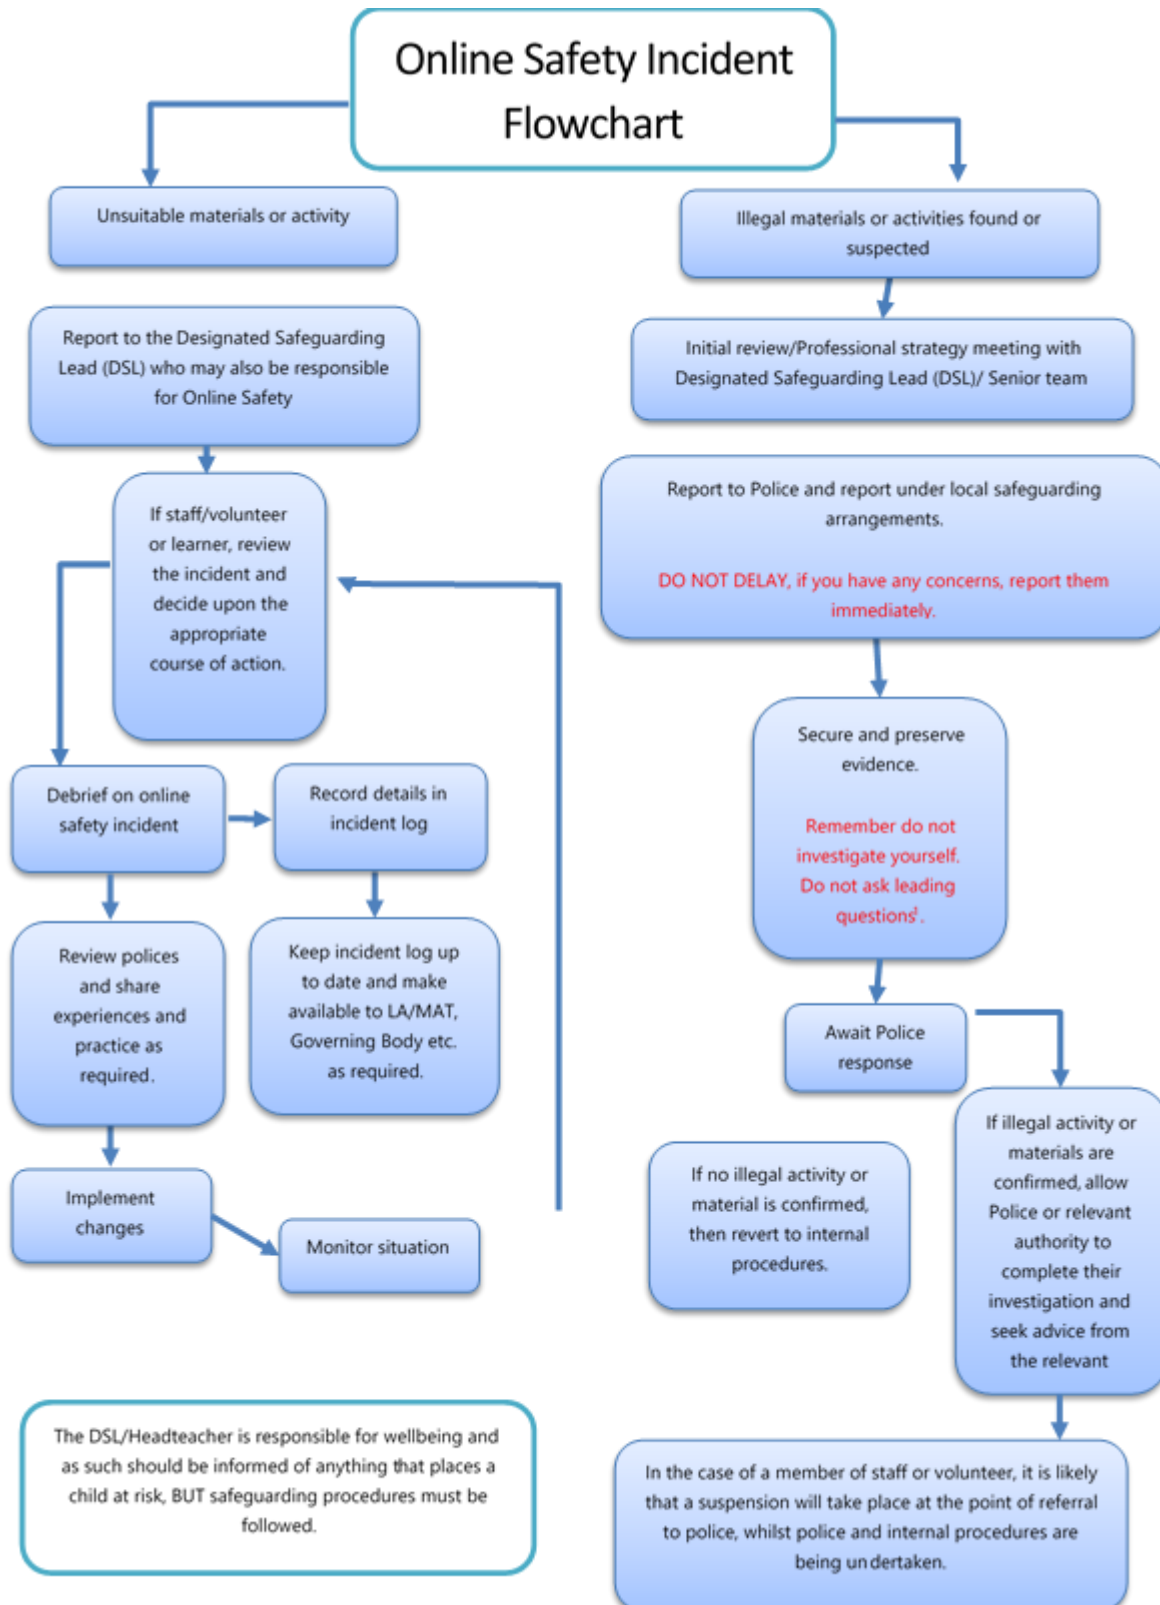 Online Safety Incident
Flowchart
Unsuitable materials or activity
Report to the Designated Safeguarding
Lead (DSL) who may also be responsible
for Online Safety
If staff/volunteer
or learner, review
the incident and
decide upon the
appropriate
course of action.
Debrief on online
safety incident
Record details in
incident log
Review polices
and share
experiences and
practice as
required.
Keep incident log up
to date and make
available to LA/MAT,
Governing Body etc.
as required.
Implement
changes
Monitor situation
The DSL/Headteacher is responsible for wellbeing and
as such should be informed of anything that places a
child at risk, BUT safeguarding procedures must be
followed.
Illegal materials or activities found or
suspected
Initial review/Professional strategy meeting with
Designated Safeguarding Lead (DSL)/ Senior team
Report to Police and report under local safeguarding
arrangements.
DO NOT DELAY, if you have any concerns, report them
immediately.
Secure and preserve
evidence.
Remember do not
investigate yourself.
Do not ask leading
questions.
Await Police
response
If no illegal activity or
material is confirmed,
then revert to internal
procedures.
If illegal activity or
materials are
confirmed, allow
Police or relevant
authority to
complete their
investigation and
seek advice from
the relevant
In the case of a member of staff or volunteer, it is likely
that a suspension will take place at the point of referral
to police, whilst police and internal procedures are
being undertaken.